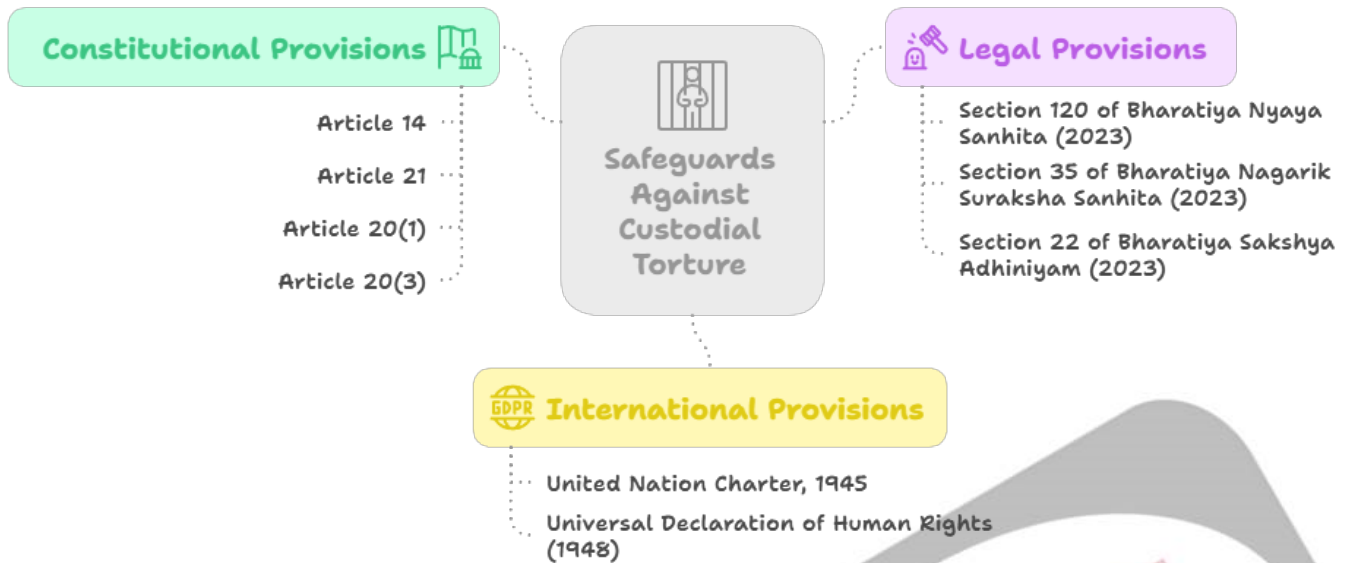 Constitutional Provisions
Article 14
Article 21
Article 20(1)
Article 20(3)
Safeguards
Against
Custodial
Torture
Legal Provisions
Section 120 of Bharatiya Nyaya
Sanhita (2023)
Section 35 of Bharatiya Nagarik
Suraksha Sanhita (2023)
Section 22 of Bharatiya Sakshya
Adhiniyam (2023)
GDPR
International Provisions
United Nation Charter, 1945
Universal Declaration of Human Rights
(1948)